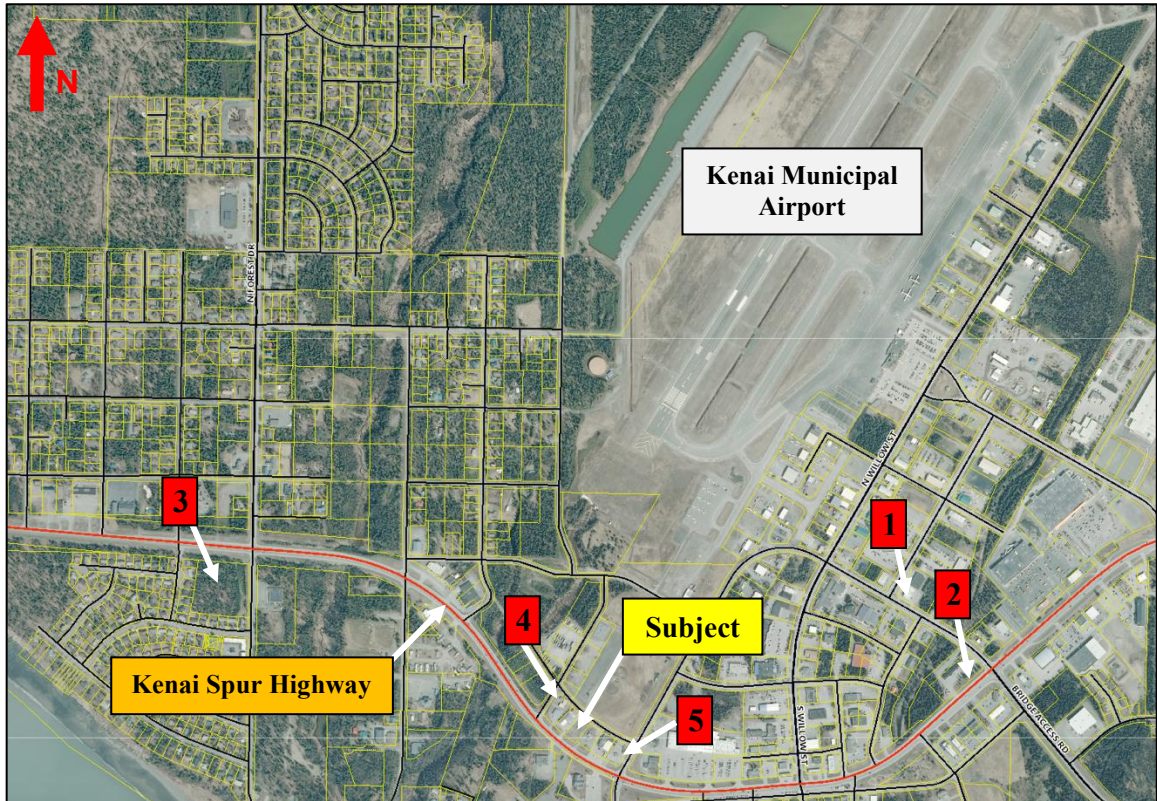 N
Kenai Municipal
Airport
N FOREST DR
N WILLOW ST
3
1
2
4
Subject
Kenai Spur Highway
5
S WILLOW ST
BRIDGE ACCESS RD